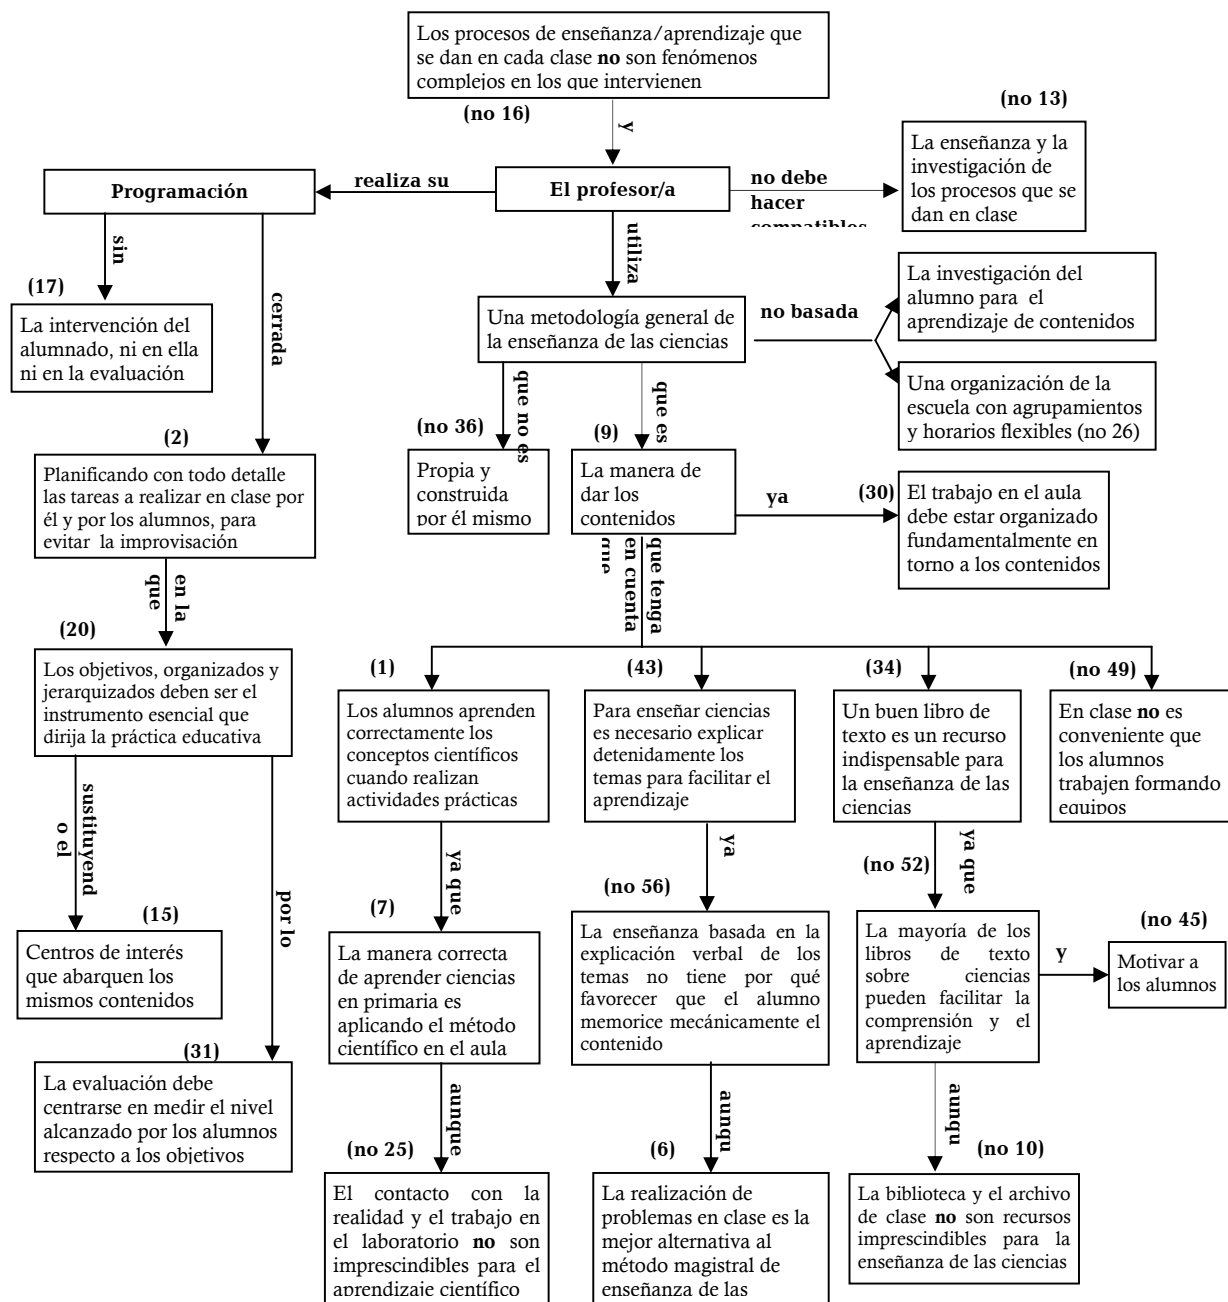 Los procesos de enseñanza/aprendizaje que
se dan en cada clase no son fenómenos
complejos en los que intervienen
(no 16)
y
(no 13)
La enseñanza y la
investigación de
los procesos que se
dan en clase
Programación
realiza su
El profesor/a
no debe
hacer
compatibles
sin
cerrada
utiliza
(17)
La intervención del
alumnado, ni en ella
ni en la evaluación
Una metodología general de
la enseñanza de las ciencias
no basada
La investigación del
alumno para el
aprendizaje de contenidos
Una organización de la
escuela con agrupamientos
y horarios flexibles (no 26)
que no es
que es
(no 36)
Propia y
construida
por él mismo
(9)
La manera de
dar los
contenidos
ya
(30)
El trabajo en el aula
debe estar organizado
fundamentalmente en
torno a los contenidos
(2)
Planificando con todo detalle
las tareas a realizar en clase por
él y por los alumnos, para
evitar la improvisación
en la
que
que tenga
en cuenta
que
(20)
Los objetivos, organizados y
jerarquizados deben ser el
instrumento esencial que
dirija la práctica educativa
(1)
Los alumnos aprenden
correctamente los
conceptos científicos
cuando realizan
actividades prácticas
(43)
Para enseñar ciencias
es necesario explicar
detenidamente los
temas para facilitar el
aprendizaje
(34)
Un buen libro de
texto es un recurso
indispensable para
la enseñanza de las
ciencias
(no 49)
En clase no es
conveniente que
los alumnos
trabajen formando
equipos
sustituyend
o el
por lo
ya que
ya
ya que
(15)
Centros de interés
que abarquen los
mismos contenidos
(7)
La manera correcta
de aprender ciencias
en primaria es
aplicando el método
científico en el aula
(no 56)
La enseñanza basada en la
explicación verbal de los
temas no tiene por qué
favorecer que el alumno
memorice mecánicamente el
contenido
(no 52)
La mayoría de los
libros de texto
sobre ciencias
pueden facilitar la
comprensión y el
aprendizaje
y
(no 45)
Motivar a
los alumnos
(31)
La evaluación debe
centrarse en medir el nivel
alcanzado por los alumnos
respecto a los objetivos
aunque
aunqu
aunqu
(no 25)
El contacto con la
realidad y el trabajo en
el laboratorio no son
imprescindibles para el
aprendizaje científico
(6)
La realización de
problemas en clase es la
mejor alternativa al
método magistral de
enseñanza de las
(no 10)
La biblioteca y el archivo
de clase no son recursos
imprescindibles para la
enseñanza de las ciencias